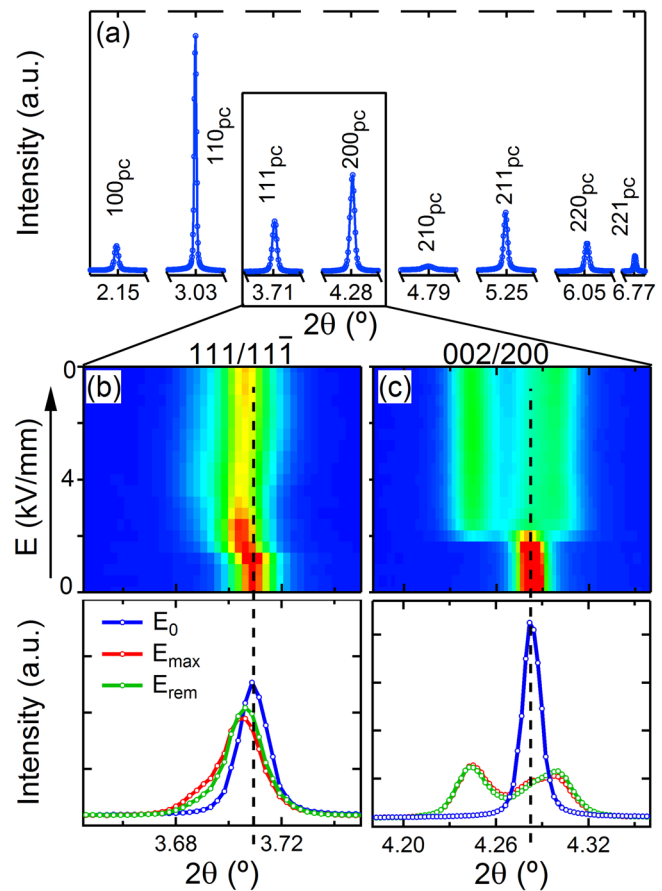 (a)
Intensity (a.u.)
100pc
110pc
111pc
200pc
210pc
211pc
220pc
221pc
2.15 3.03 3.71 4.28 4.79 5.25 6.05 6.77
2θ (º)
111/111̅ 002/200
(b) (c)
E (kV/mm)
0
4
0
E0
Emax
Erem
Intensity (a.u.)
3.68 3.72 4.20 4.26 4.32
2θ (°) 2θ (°)